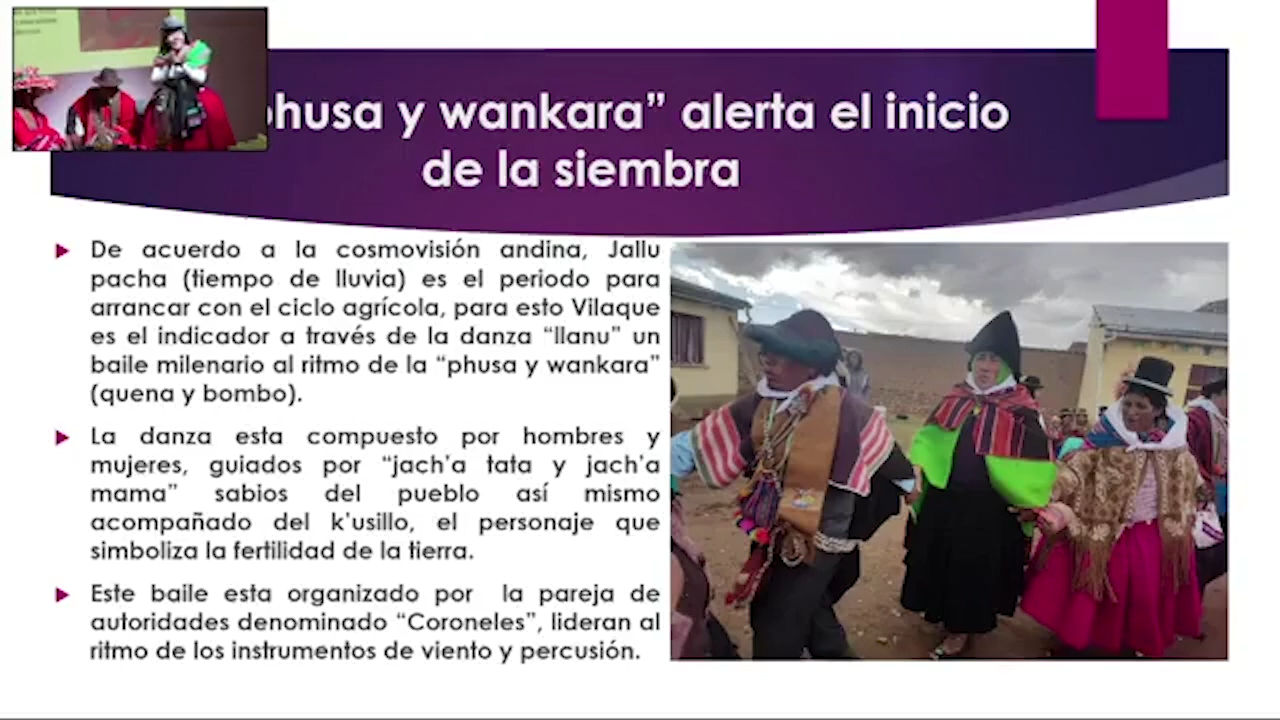 phusa y wankara” alerta el inicio
de la siembra
De acuerdo a la cosmovisión andina, Jallu
pacha (tiempo de lluvia) es el periodo para
arrancar con el ciclo agrícola, para esto Vilaque
es el indicador a través de la danza “llanu” un
baile milenario al ritmo de la “phusa y wankara”
(quena y bombo).
La danza esta compuesto por hombres y
mujeres, guiados por “jach’a tata y jach’a
mama” sabios del pueblo así mismo
acompañado del k’usillo, el personaje que
simboliza la fertilidad de la tierra.
Este baile esta organizado por la pareja de
autoridades denominado “Coroneles”, lideran al
ritmo de los instrumentos de viento y percusión.